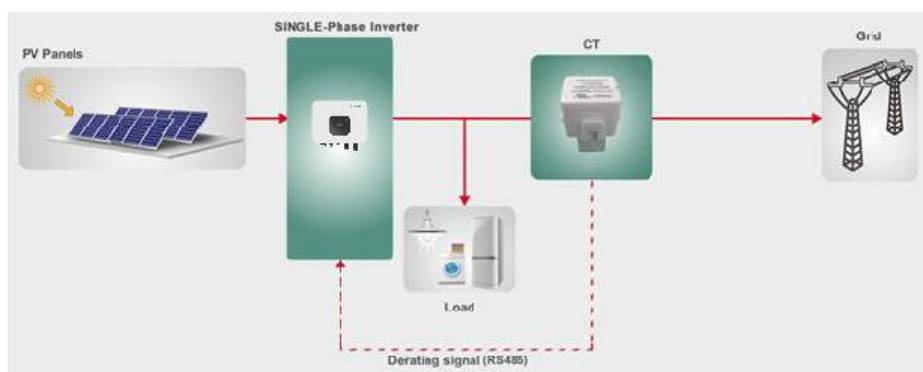 SINGLE-Phase Inverter
PV Panels
CT
Grid
Load
Derating signal (RS485)